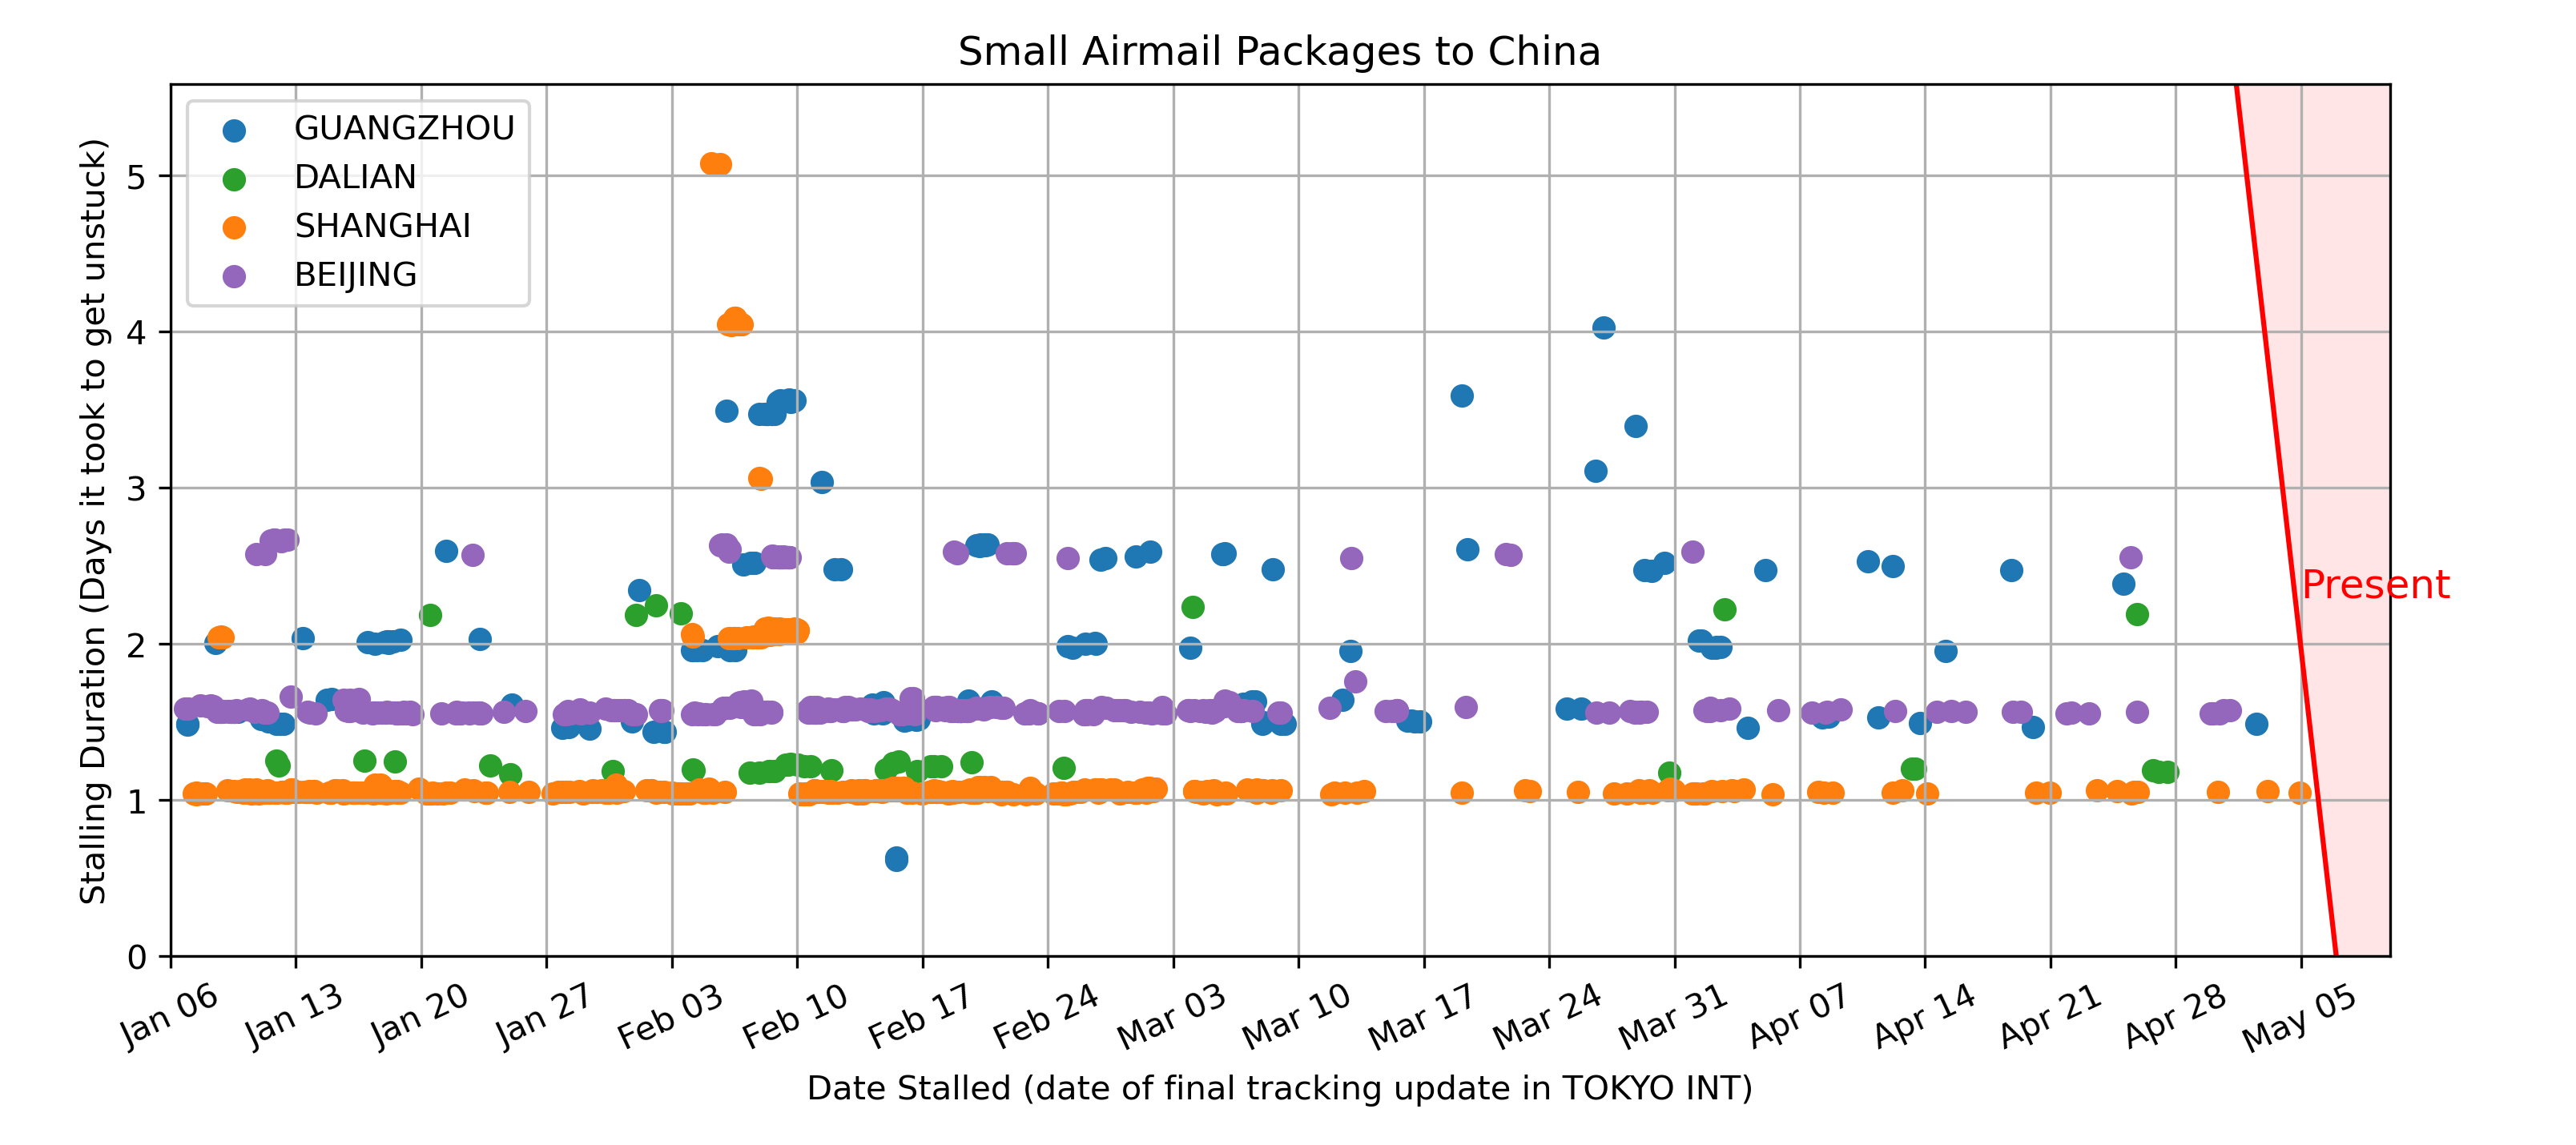 Small Airmail Packages to China
GUANGZHOU
DALIAN
SHANGHAI
BEIJING
Stalling Duration (Days it took to get unstuck)
5
4
3
2
1
0
Present
Jan 06
Jan 13
Jan 20
Jan 27
Feb 03
Feb 10
Feb 17
Feb 24
Mar 03
Mar 10
Mar 17
Mar 24
Mar 31
Apr 07
Apr 14
Apr 21
Apr 28
May 05
Date Stalled (date of final tracking update in TOKYO INT)